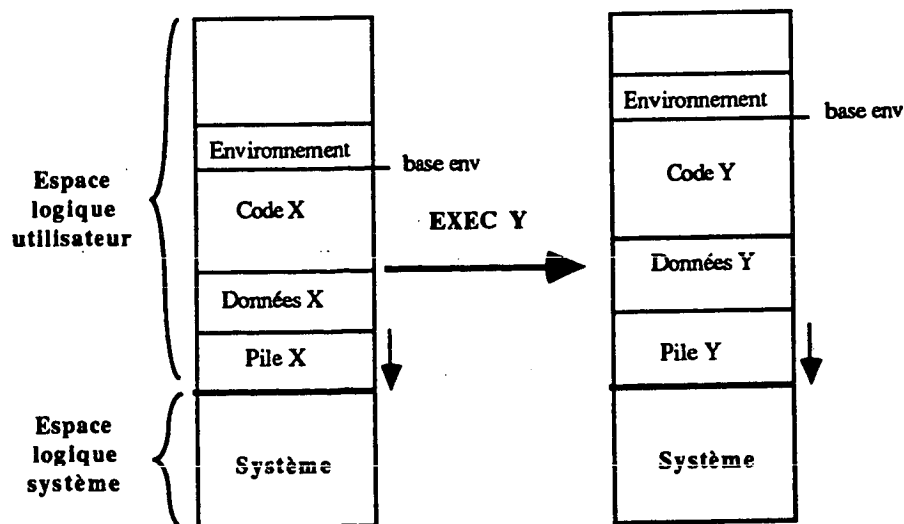 Environnement
base env
Code X
Données X
Pile X
Système
Espace
logique
utilisateur
Espace
logique
système
EXEC Y
Environnement
base env
Code Y
Données Y
Pile Y
Système